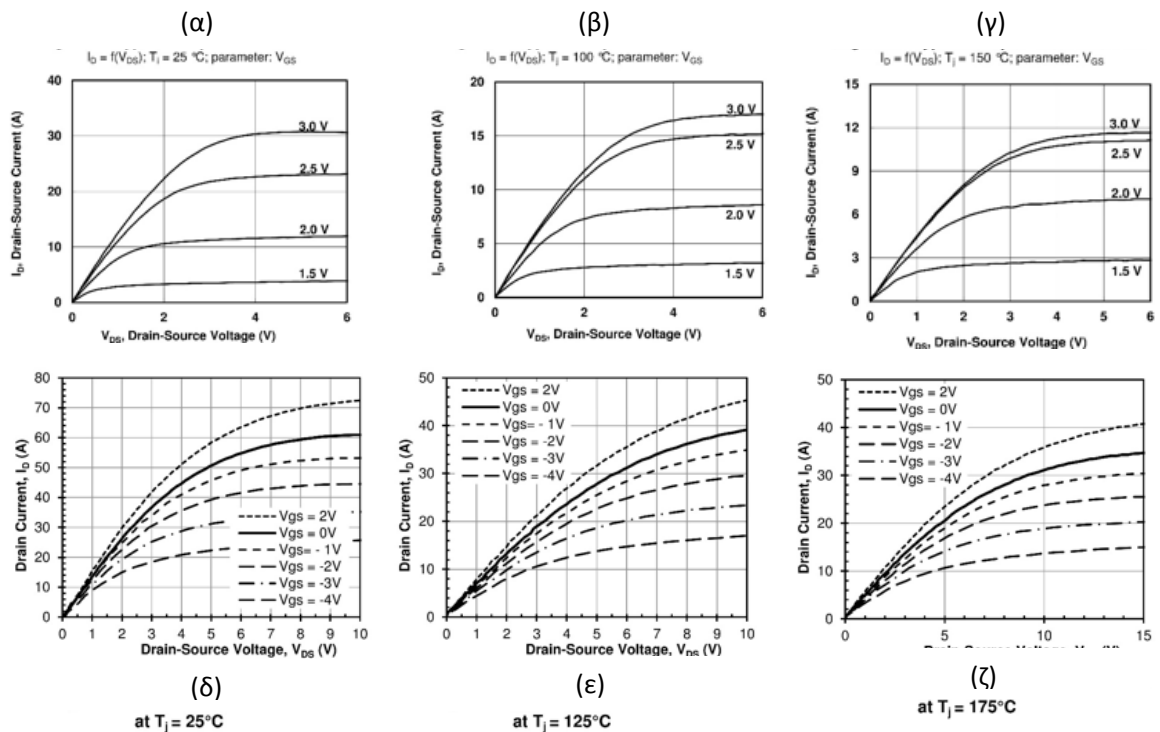 (α)
(β)
(γ)
I_D = f(V_DS); T_j = 25 °C; parameter: V_GS
I_D = f(V_DS); T_j = 100 °C; parameter: V_GS
I_D = f(V_DS); T_j = 150 °C; parameter: V_GS
40
30
20
10
0
I_D, Drain-Source Current (A)
3.0 V
2.5 V
2.0 V
1.5 V
0
2
4
6
V_DS, Drain-Source Voltage (V)
20
15
10
5
0
I_D, Drain-Source Current (A)
3.0 V
2.5 V
2.0 V
1.5 V
0
2
4
6
V_DS, Drain-Source Voltage (V)
15
12
9
6
3
0
I_D, Drain-Source Current (A)
3.0 V
2.5 V
2.0 V
1.5 V
0
1
2
3
4
5
6
V_DS, Drain-Source Voltage (V)
80
70
60
50
40
30
20
10
0
Drain Current, I_D (A)
Vgs = 2V
Vgs = 0V
Vgs= - 1V
Vgs = -2V
Vgs = -3V
Vgs = -4V
0 1 2 3 4 5 6 7 8 9 10
Drain-Source Voltage, V_DS (V)
50
40
30
20
10
0
Drain Current, I_D (A)
Vgs = 2V
Vgs = 0V
Vgs= - 1V
Vgs = -2V
Vgs = -3V
Vgs = -4V
0 1 2 3 4 5 6 7 8 9 10
Drain-Source Voltage, V_DS (V)
50
40
30
20
10
0
Drain Current, I_D (A)
Vgs = 2V
Vgs = 0V
Vgs = - 1V
Vgs = -2V
Vgs = -3V
Vgs = -4V
0 5 10 15
(δ)
(ε)
(ζ)
at T_j = 25°C
at T_j = 125°C
at T_j = 175°C